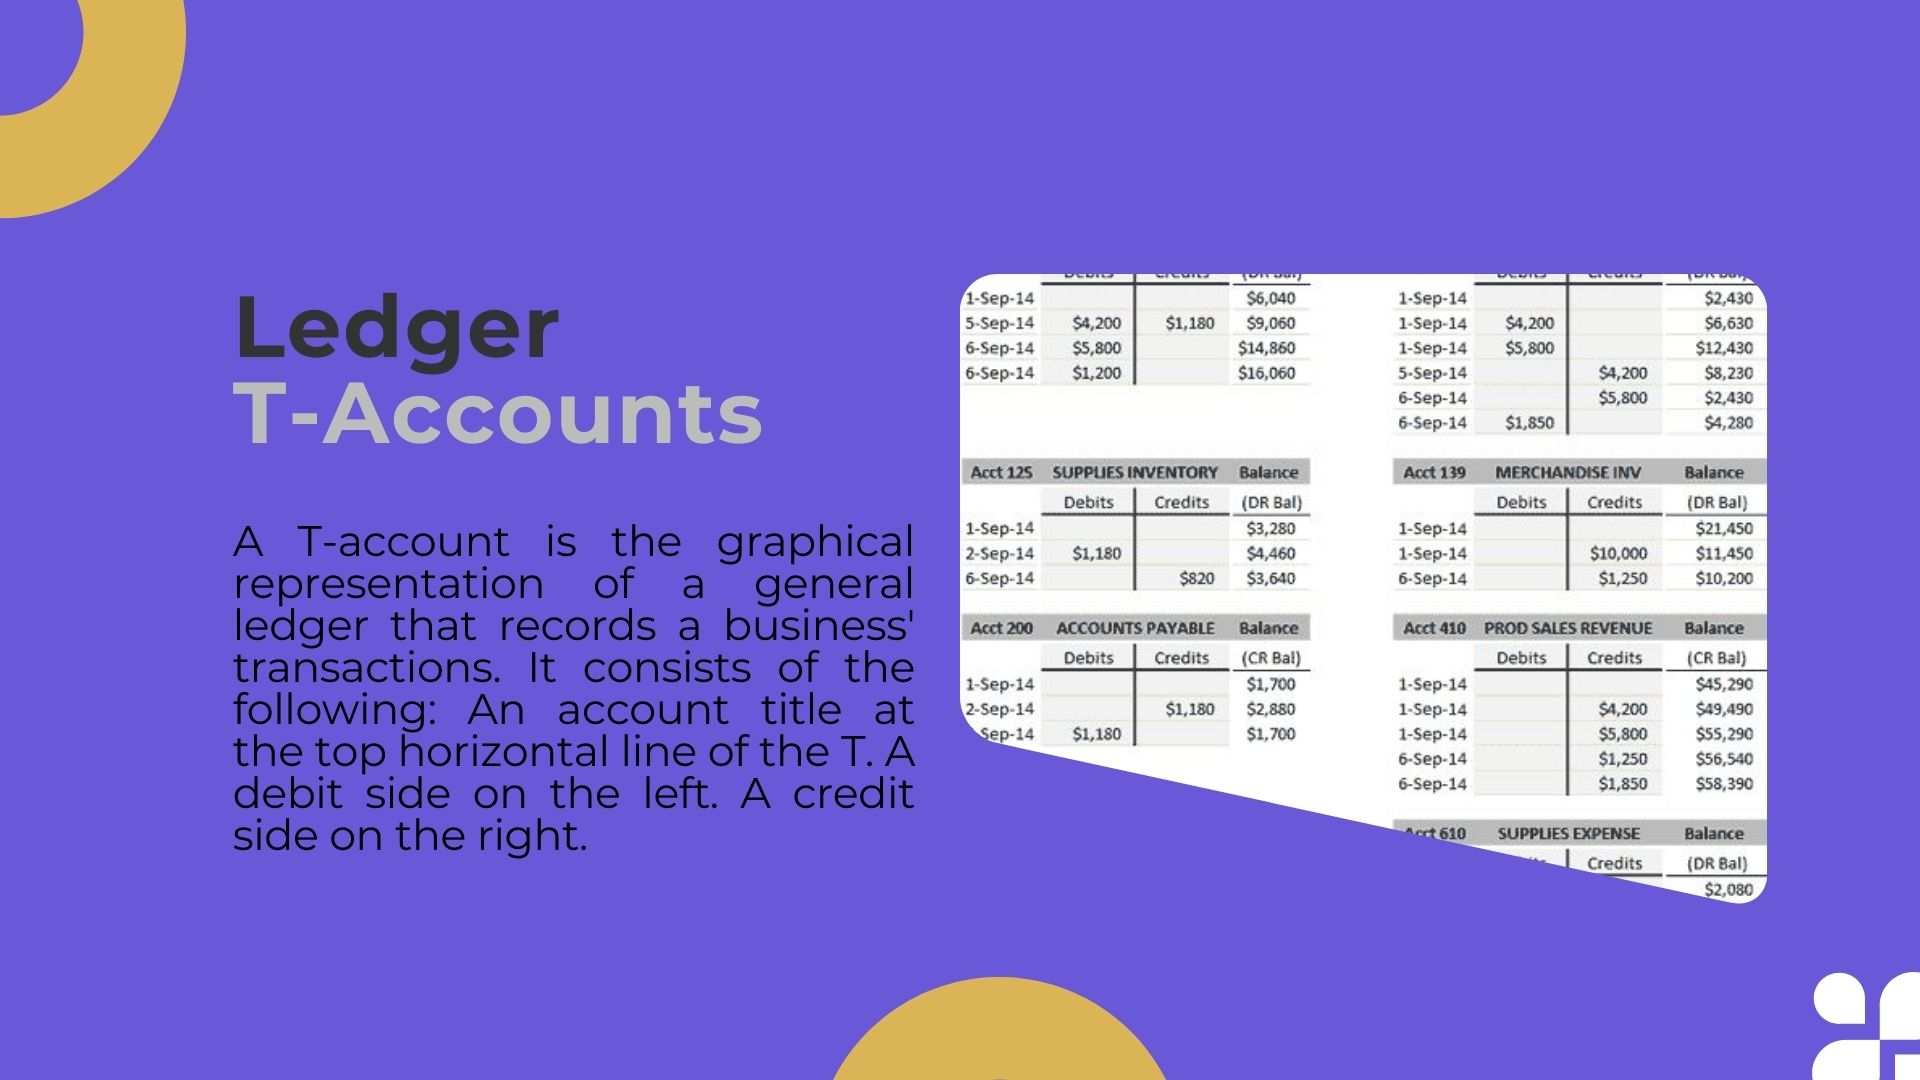 Ledger
T-Accounts
A T-account is the graphical
representation of a general
ledger that records a business'
transactions. It consists of the
following: An account title at
the top horizontal line of the T. A
debit side on the left. A credit
side on the right.
Debits Credits (DR Bal)
1-Sep-14 $6,040
5-Sep-14 $4,200 $1,180 $9,060
6-Sep-14 $5,800 $14,860
6-Sep-14 $1,200 $16,060
Acct 125 SUPPLIES INVENTORY Balance
Debits Credits (DR Bal)
1-Sep-14 $3,280
2-Sep-14 $1,180 $4,460
6-Sep-14 $820 $3,640
Acct 200 ACCOUNTS PAYABLE Balance
Debits Credits (CR Bal)
1-Sep-14 $1,700
2-Sep-14 $1,180 $2,880
Sep-14 $1,180 $1,700
Debits Credits (DR Bal)
1-Sep-14 $2,430
1-Sep-14 $4,200 $6,630
1-Sep-14 $5,800 $12,430
5-Sep-14 $4,200 $8,230
6-Sep-14 $5,800 $2,430
6-Sep-14 $1,850 $4,280
Acct 139 MERCHANDISE INV Balance
Debits Credits (DR Bal)
1-Sep-14 $21,450
1-Sep-14 $10,000 $11,450
6-Sep-14 $1,250 $10,200
Acct 410 PROD SALES REVENUE Balance
Debits Credits (CR Bal)
1-Sep-14 $45,290
1-Sep-14 $4,200 $49,490
1-Sep-14 $5,800 $55,290
6-Sep-14 $1,250 $56,540
6-Sep-14 $1,850 $58,390
Acct 610 SUPPLIES EXPENSE Balance
Credits (DR Bal)
$2,080